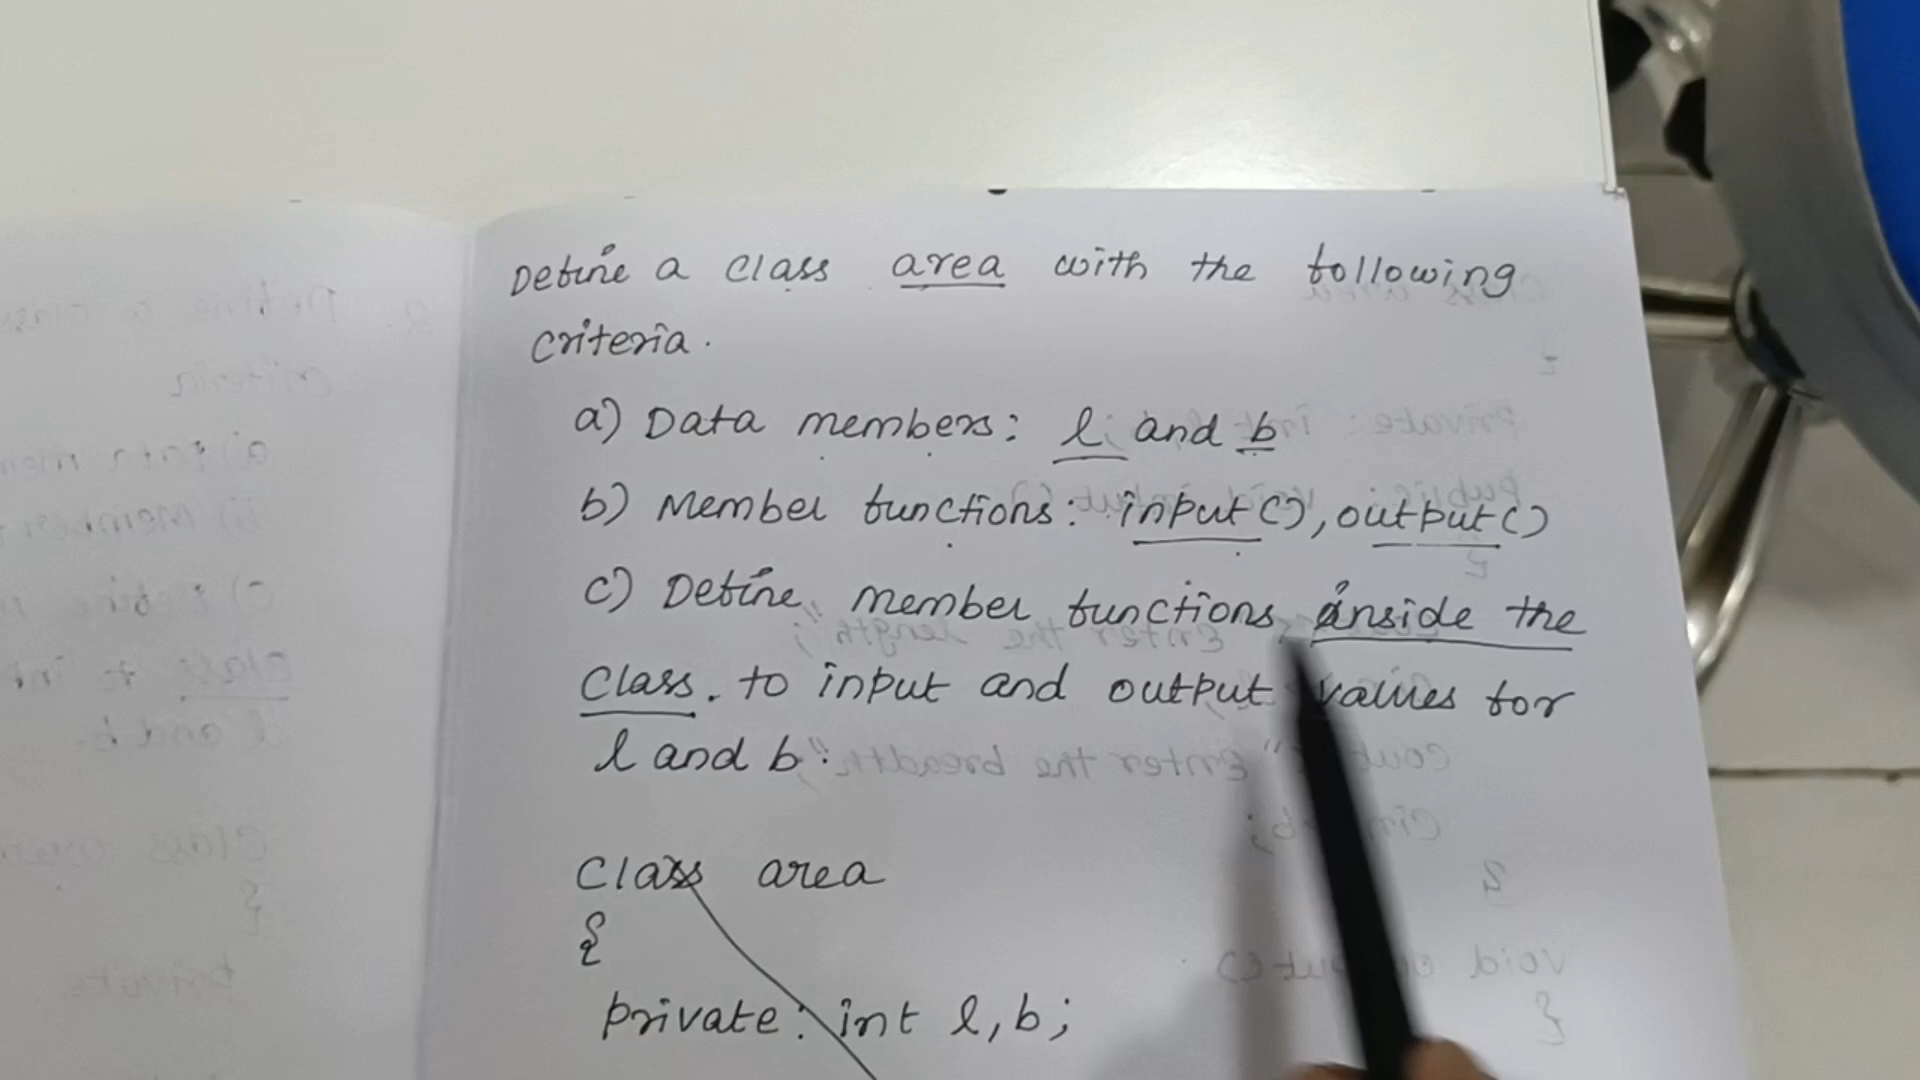 Define a class area with the following
criteria.
a) Data members: l and b
b) Member functions: input(), output()
c) Define member functions inside the
class. to input and output values for
l and b.
Class area
{
private: int l, b;